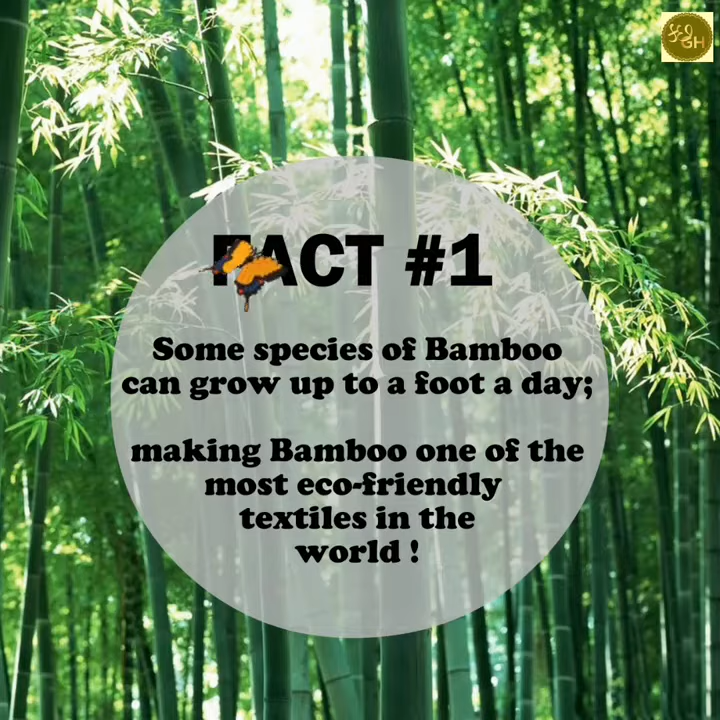 FACT #1
Some species of Bamboo
can grow up to a foot a day;
making Bamboo one of the
most eco-friendly
textiles in the
world !